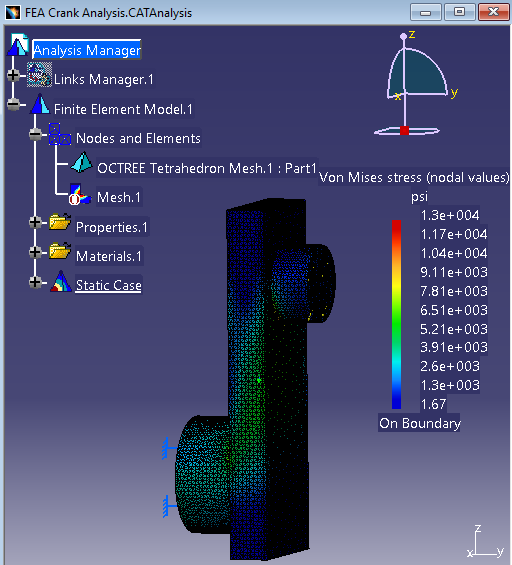 FEA Crank Analysis.CATAnalysis
Analysis Manager
Links Manager.1
Finite Element Model.1
Nodes and Elements
OCTREE Tetrahedron Mesh.1 : Part1
Mesh.1
Properties.1
Materials.1
Static Case
z
x
y
Von Mises stress (nodal values)
psi
1.3e+004
1.17e+004
1.04e+004
9.11e+003
7.81e+003
6.51e+003
5.21e+003
3.91e+003
2.6e+003
1.3e+003
1.67
On Boundary
z
x
y